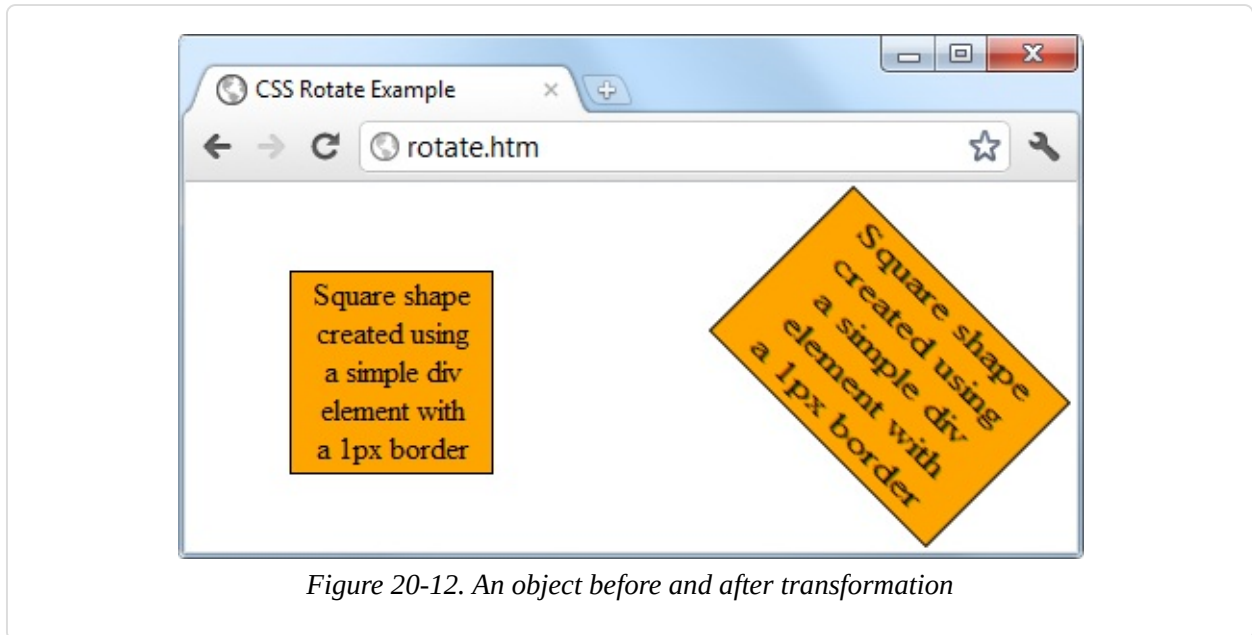 CSS Rotate Example
rotate.htm
Square shape
created using
a simple div
element with
a 1px border
Square shape
created using
a simple div
element with
a 1px border
Figure 20-12. An object before and after transformation